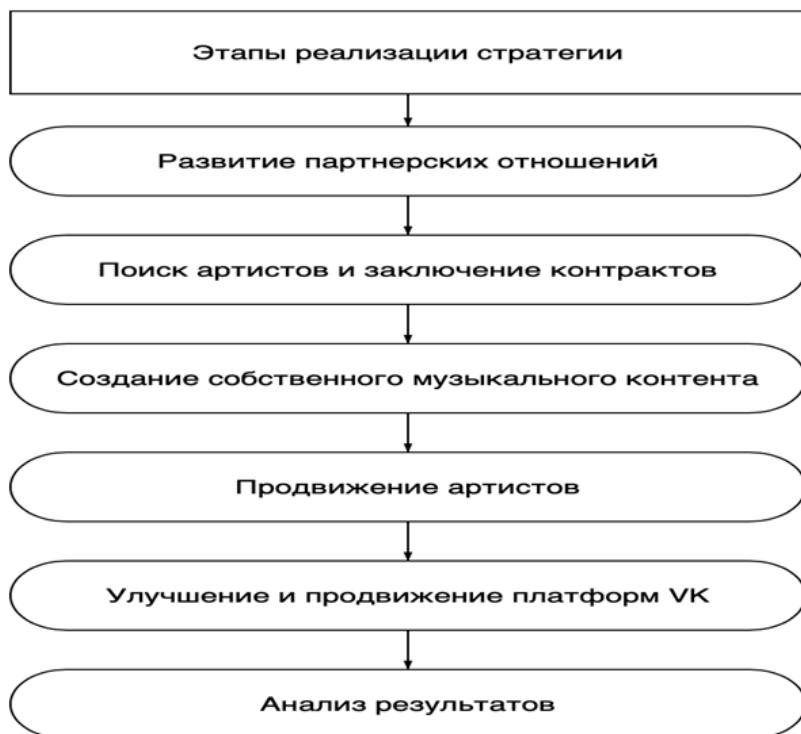 Этапы реализации стратегии
Развитие партнерских отношений
Поиск артистов и заключение контрактов
Создание собственного музыкального контента
Продвижение артистов
Улучшение и продвижение платформ VK
Анализ результатов